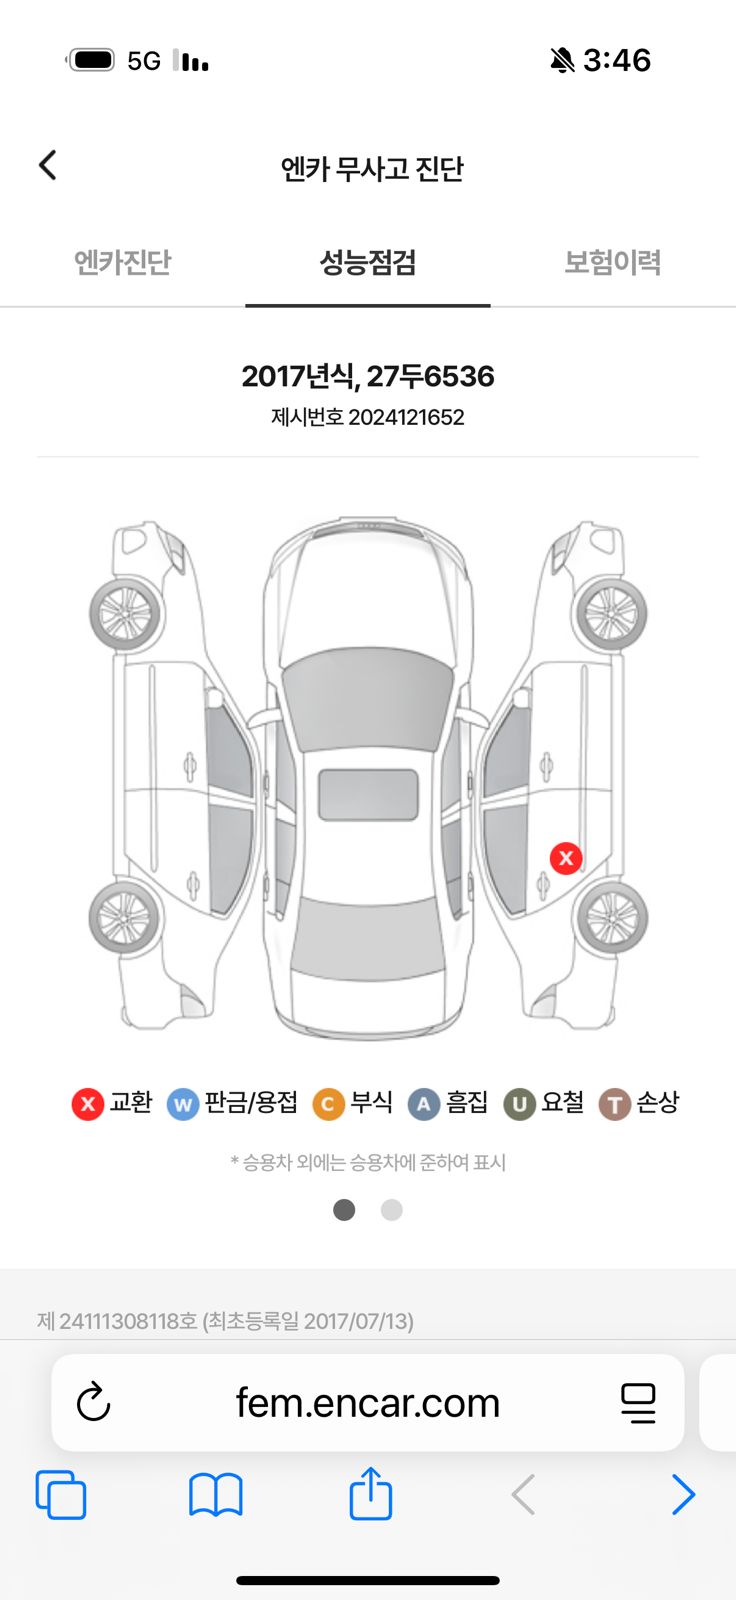 5G 3:46
엔카 무사고 진단
엔카진단 성능점검 보험이력
2017년식, 27두6536
제시번호 2024121652
X
X 교환 W 판금/용접 C 부식 A 흠집 U 요철 T 손상
* 승용차 외에는 승용차에 준하여 표시
제 24111308118호 (최초등록일 2017/07/13)
fem.encar.com